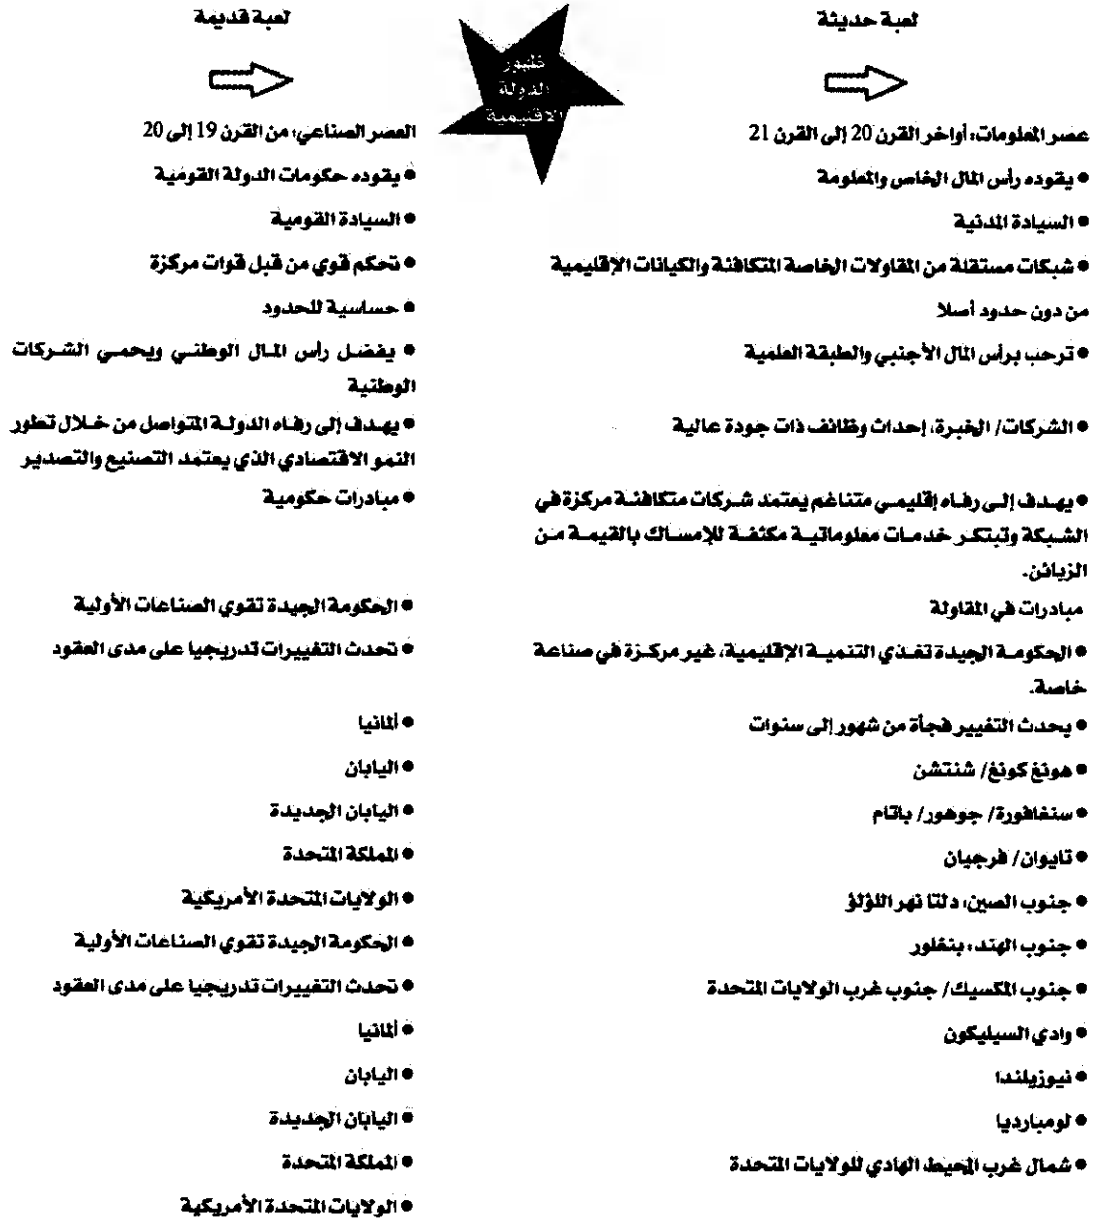 لعبة حديثة
عصر المعلومات، أواخر القرن 20 إلى القرن 21
● يقوده رأس المال الخاص والمعلومة
● السيادة المدنية
● شبكات مستقلة من المقاولات الخاصة المتكافئة والكيانات الإقليمية
من دون حدود أصلا
● ترحب برأس المال الأجنبي والطبقة العلمية
● الشركات/ الخبرة، إحداث وظائف ذات جودة عالية
● يهدف إلى رفاه إقليمي متناغم يعتمد شركات متكافئة مركزة في
الشبكة وتبتكر خدمات معلوماتية مكثفة للإمساك بالقيمة من
الزبائن.
مبادرات في المقاولة
● الحكومة الجيدة تغذي التنمية الإقليمية، غير مركزة في صناعة
خاصة.
● يحدث التغيير فجأة من شهور إلى سنوات
● هونغ كونغ/ شنتشن
● سنغافورة/ جوهور/ باتام
● تايوان/ فرجيان
● جنوب الصين، دلتا نهر اللؤلؤ
● جنوب الهند، بنغلور
● جنوب المكسيك/ جنوب غرب الولايات المتحدة
● وادي السيليكون
● نيوزيلندا
● لومبارديا
● شمال غرب المحيط الهادي للولايات المتحدة
ظهور
الدولة
الاقليمية
لعبة قديمة
العصر الصناعي، من القرن 19 إلى 20
● يقوده حكومات الدولة القومية
● السيادة القومية
● تحكم قوي من قبل قوات مركزة
● حساسية للحدود
● يفضل رأس المال الوطني ويحمي الشركات
الوطنية
● يهدف إلى رفاه الدولة المتواصل من خلال تطور
النمو الاقتصادي الذي يعتمد التصنيع والتصدير
● مبادرات حكومية
● الحكومة الجيدة تقوي الصناعات الأولية
● تحدث التغييرات تدريجيا على مدى العقود
● ألمانيا
● اليابان
● اليابان الجديدة
● المملكة المتحدة
● الولايات المتحدة الأمريكية
● الحكومة الجيدة تقوي الصناعات الأولية
● تحدث التغييرات تدريجيا على مدى العقود
● ألمانيا
● اليابان
● اليابان الجديدة
● المملكة المتحدة
● الولايات المتحدة الأمريكية